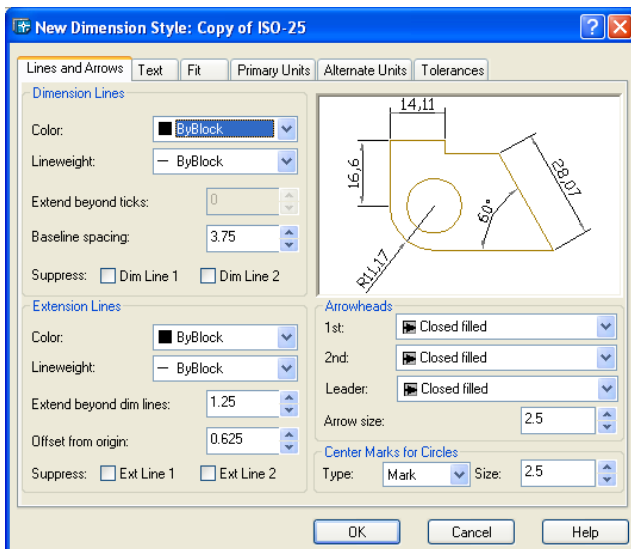 New Dimension Style: Copy of ISO-25
Lines and Arrows Text Fit Primary Units Alternate Units Tolerances
Dimension Lines
Color: ByBlock
Lineweight: ByBlock
Extend beyond ticks: 0
Baseline spacing: 3.75
Suppress: Dim Line 1 Dim Line 2
Extension Lines
Color: ByBlock
Lineweight: ByBlock
Extend beyond dim lines: 1.25
Offset from origin: 0.625
Suppress: Ext Line 1 Ext Line 2
14,11
16,6
28,07
60°
R11,17
Arrowheads
1st: Closed filled
2nd: Closed filled
Leader: Closed filled
Arrow size: 2.5
Center Marks for Circles
Type: Mark Size: 2.5
OK Cancel Help